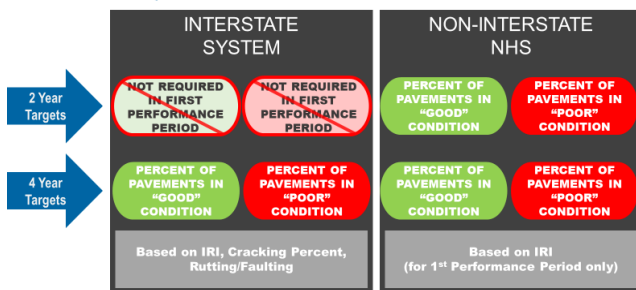 INTERSTATE
SYSTEM
NON-INTERSTATE
NHS
2 Year
Targets
NOT REQUIRED
IN FIRST
PERFORMANCE
PERIOD
NOT REQUIRED
IN FIRST
PERFORMANCE
PERIOD
PERCENT OF
PAVEMENTS IN
“GOOD”
CONDITION
PERCENT OF
PAVEMENTS IN
“POOR”
CONDITION
4 Year
Targets
PERCENT OF
PAVEMENTS IN
“GOOD”
CONDITION
PERCENT OF
PAVEMENTS IN
“POOR”
CONDITION
PERCENT OF
PAVEMENTS IN
“GOOD”
CONDITION
PERCENT OF
PAVEMENTS IN
“POOR”
CONDITION
Based on IRI, Cracking Percent,
Rutting/Faulting
Based on IRI
(for 1st Performance Period only)